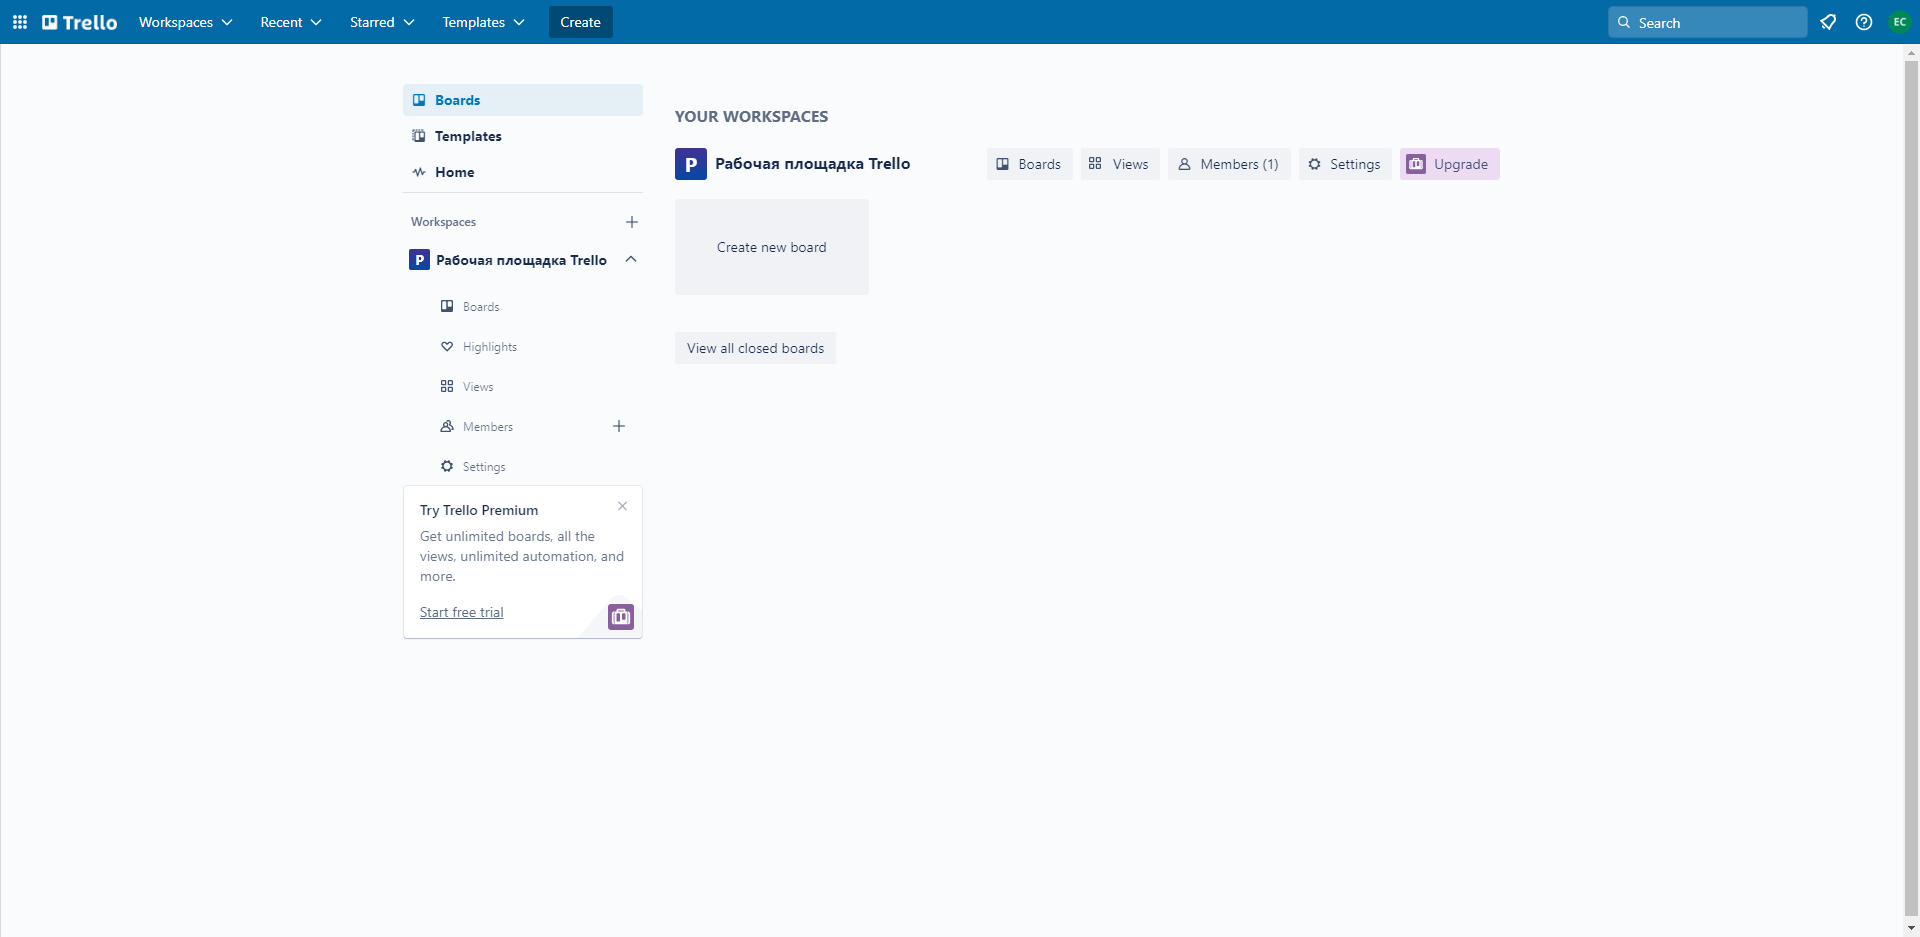 Trello Workspaces Recent Starred Templates Create Search EC
Boards
Templates
Home
Workspaces
P Рабочая площадка Trello
Boards
Highlights
Views
Members
Settings
Try Trello Premium
Get unlimited boards, all the
views, unlimited automation, and
more.
Start free trial
YOUR WORKSPACES
P Рабочая площадка Trello Boards Views Members (1) Settings Upgrade
Create new board
View all closed boards